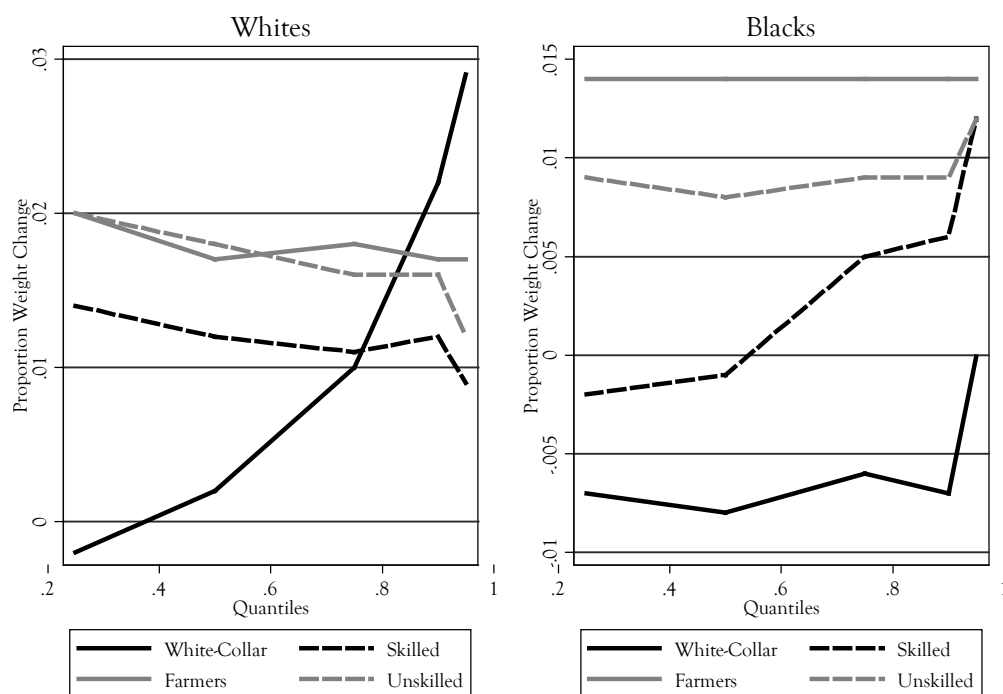 Whites
Proportion Weight Change
.03
.02
.01
0
.2 .4 .6 .8 1
Quantiles
White-Collar Skilled
Farmers Unskilled
Blacks
Proportion Weight Change
.015
.01
.005
0
-.005
-.01
.2 .4 .6 .8
Quantiles
White-Collar Skilled
Farmers Unskilled